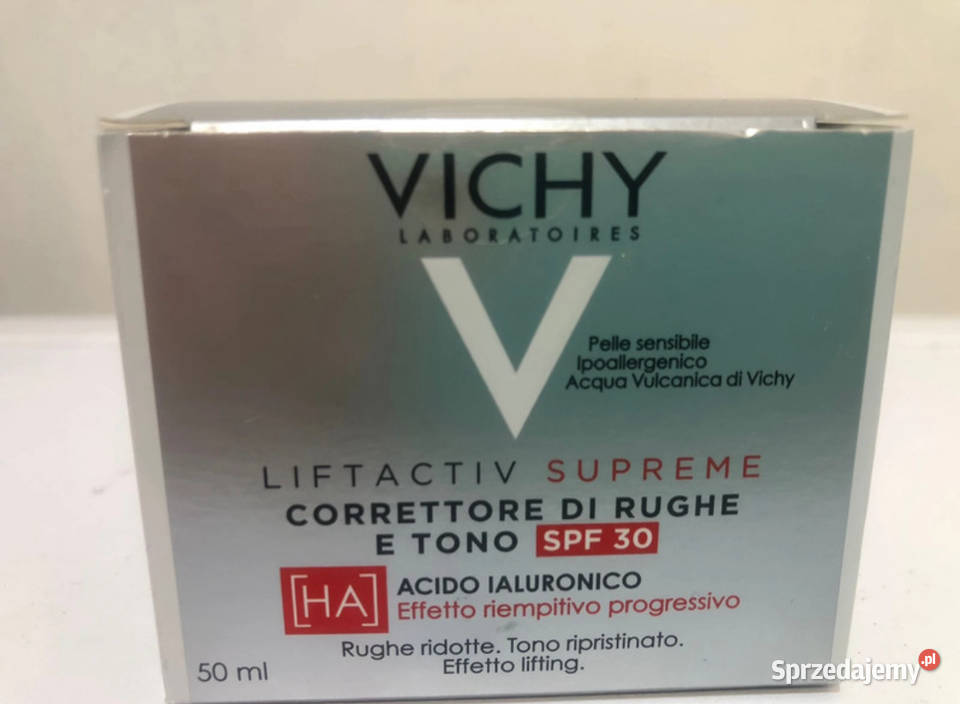 VICHY
LABORATOIRES
V
Pelle sensibile
Ipoallergenico
Acqua Vulcanica di Vichy
LIFTACTIV SUPREME
CORRETTORE DI RUGHE
E TONO SPF 30
[HA] ACIDO IALURONICO
Effetto riempitivo progressivo
Rughe ridotte. Tono ripristinato.
Effetto lifting.
50 ml
Sprzedajemy.pl